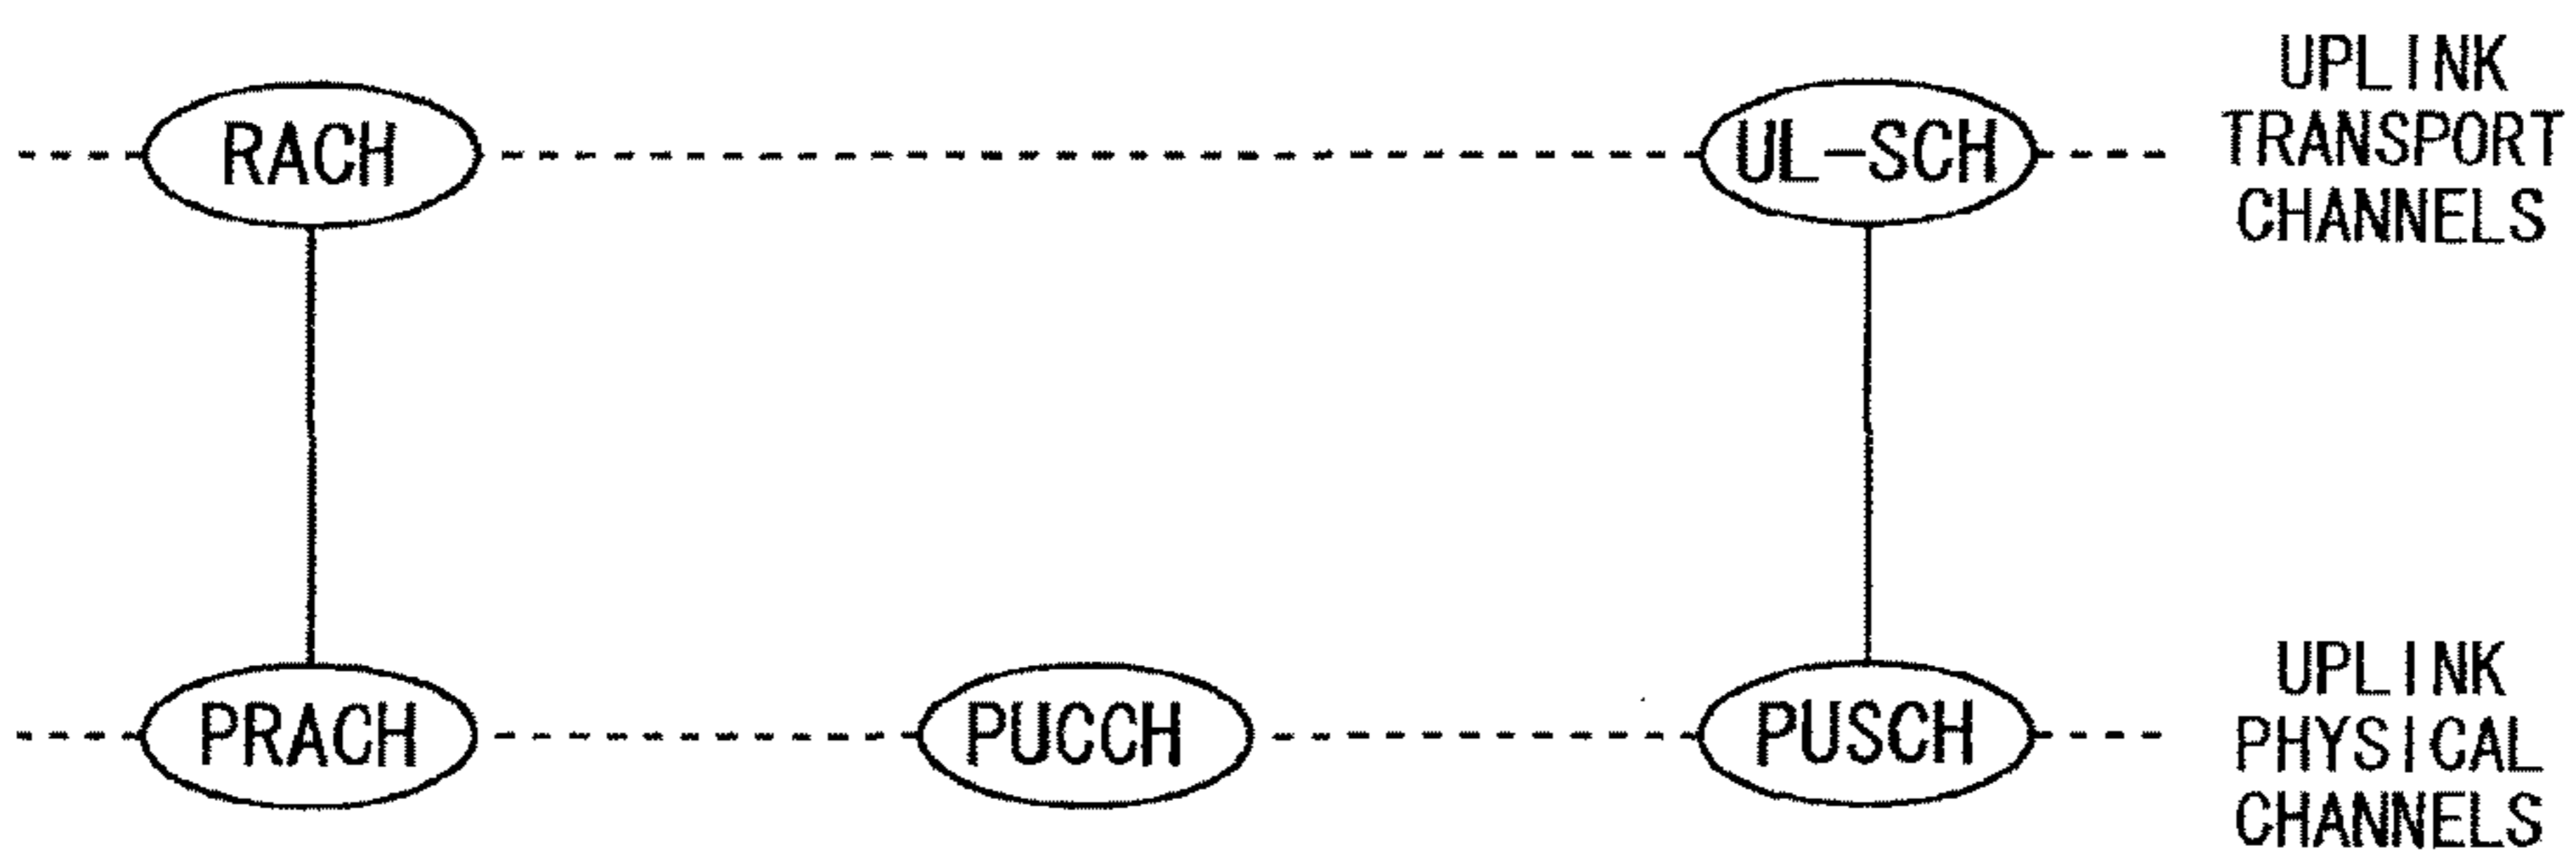 RACH
UL-SCH
UPLINK
TRANSPORT
CHANNELS
PRACH
PUCCH
PUSCH
UPLINK
PHYSICAL
CHANNELS